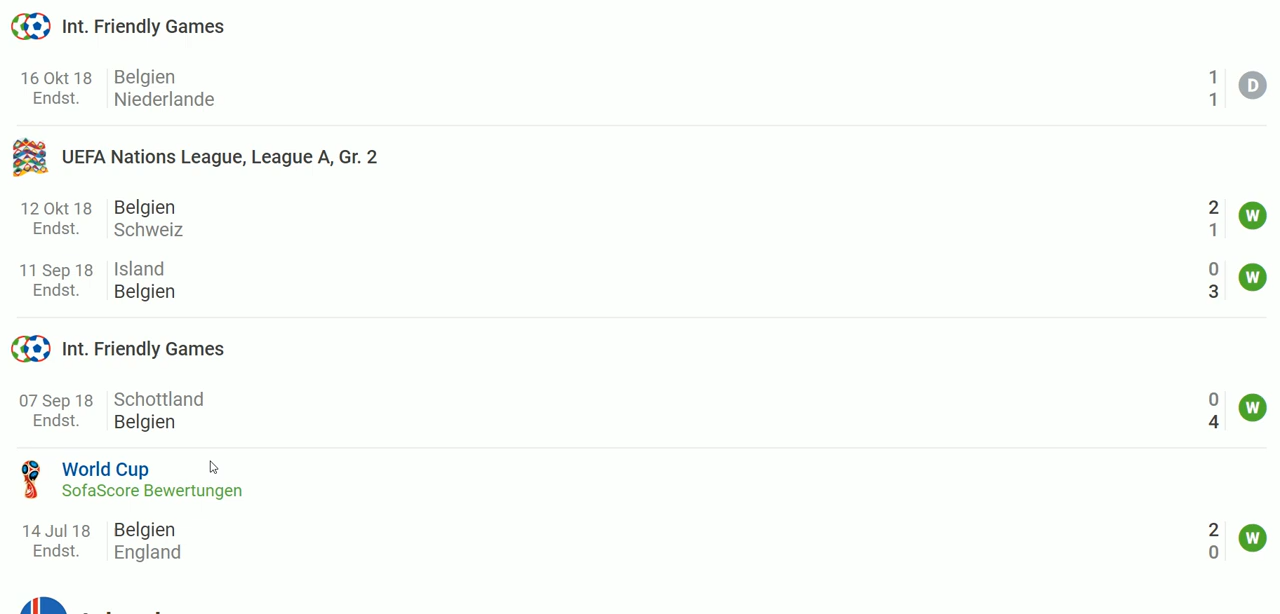 Int. Friendly Games
16 Okt 18 Belgien 1
Endst. Niederlande 1 D
UEFA Nations League, League A, Gr. 2
12 Okt 18 Belgien 2
Endst. Schweiz 1 W
11 Sep 18 Island 0
Endst. Belgien 3 W
Int. Friendly Games
07 Sep 18 Schottland 0
Endst. Belgien 4 W
World Cup
SofaScore Bewertungen
14 Jul 18 Belgien 2
Endst. England 0 W